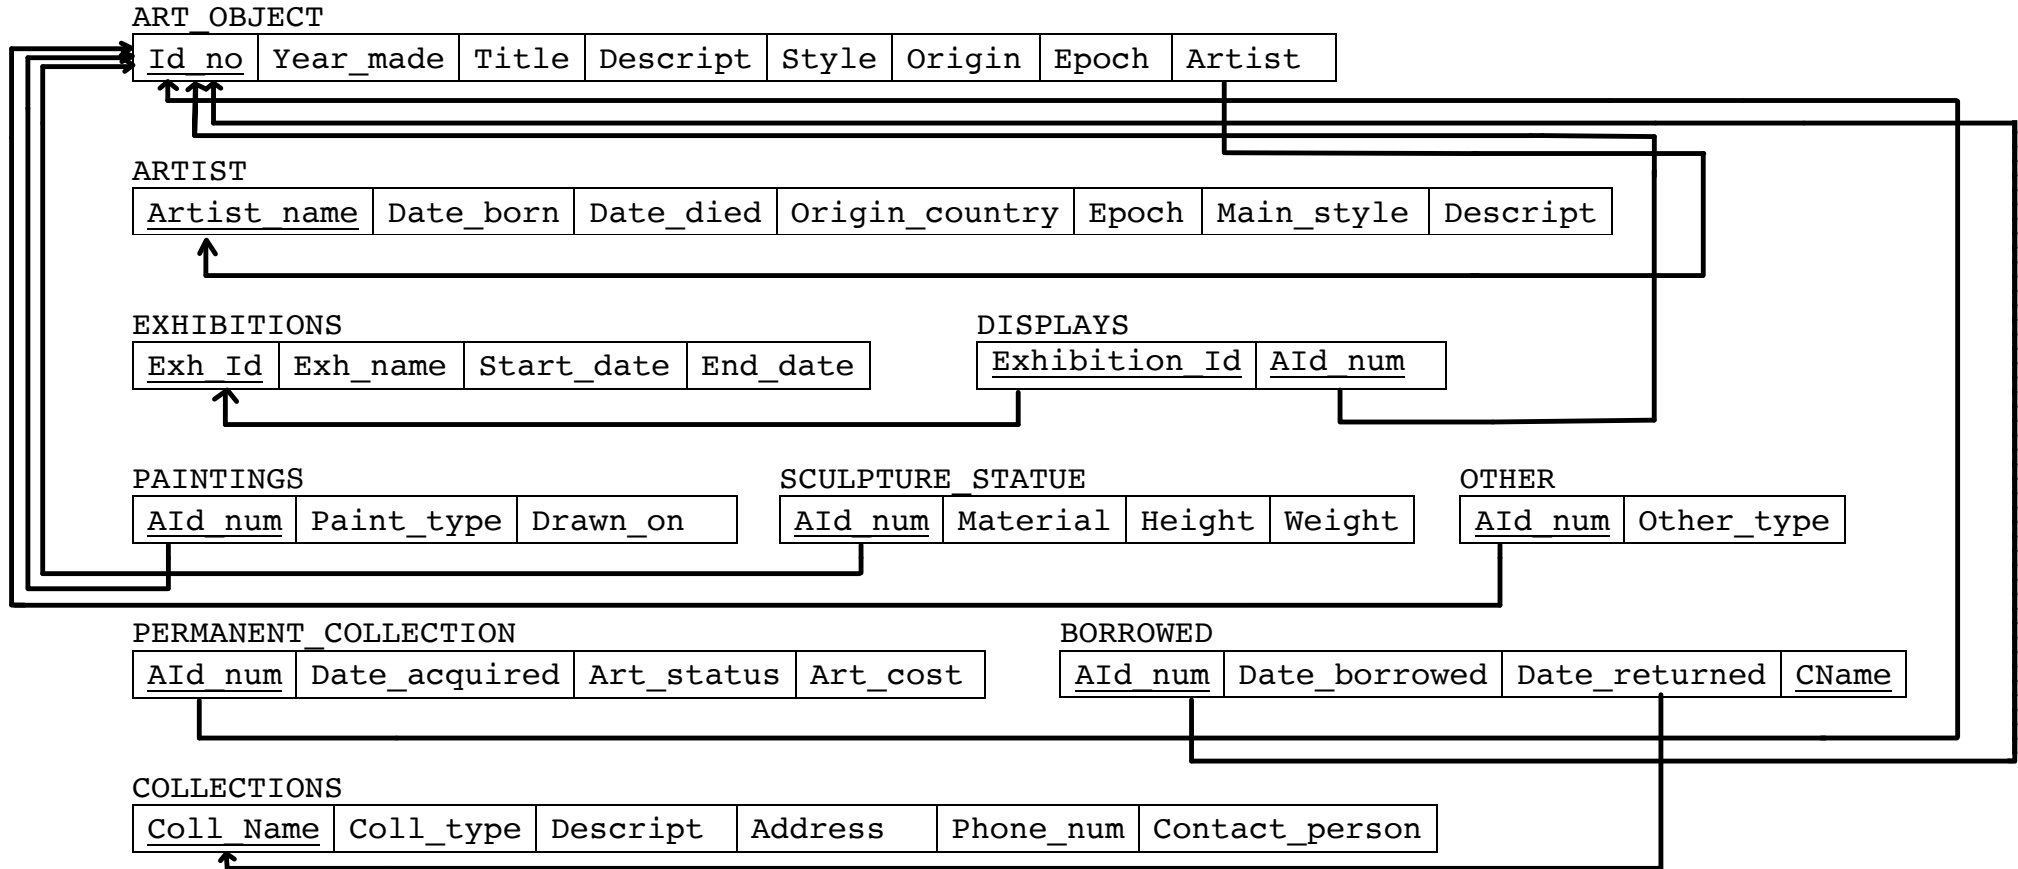 ART_OBJECT
Id_no Year_made Title Descript Style Origin Epoch Artist
ARTIST
Artist_name Date_born Date_died Origin_country Epoch Main_style Descript
EXHIBITIONS DISPLAYS
Exh_Id Exh_name Start_date End_date Exhibition_Id AId_num
PAINTINGS SCULPTURE_STATUE OTHER
AId_num Paint_type Drawn_on AId_num Material Height Weight AId_num Other_type
PERMANENT_COLLECTION BORROWED
AId_num Date_acquired Art_status Art_cost AId_num Date_borrowed Date_returned CName
COLLECTIONS
Coll_Name Coll_type Descript Address Phone_num Contact_person